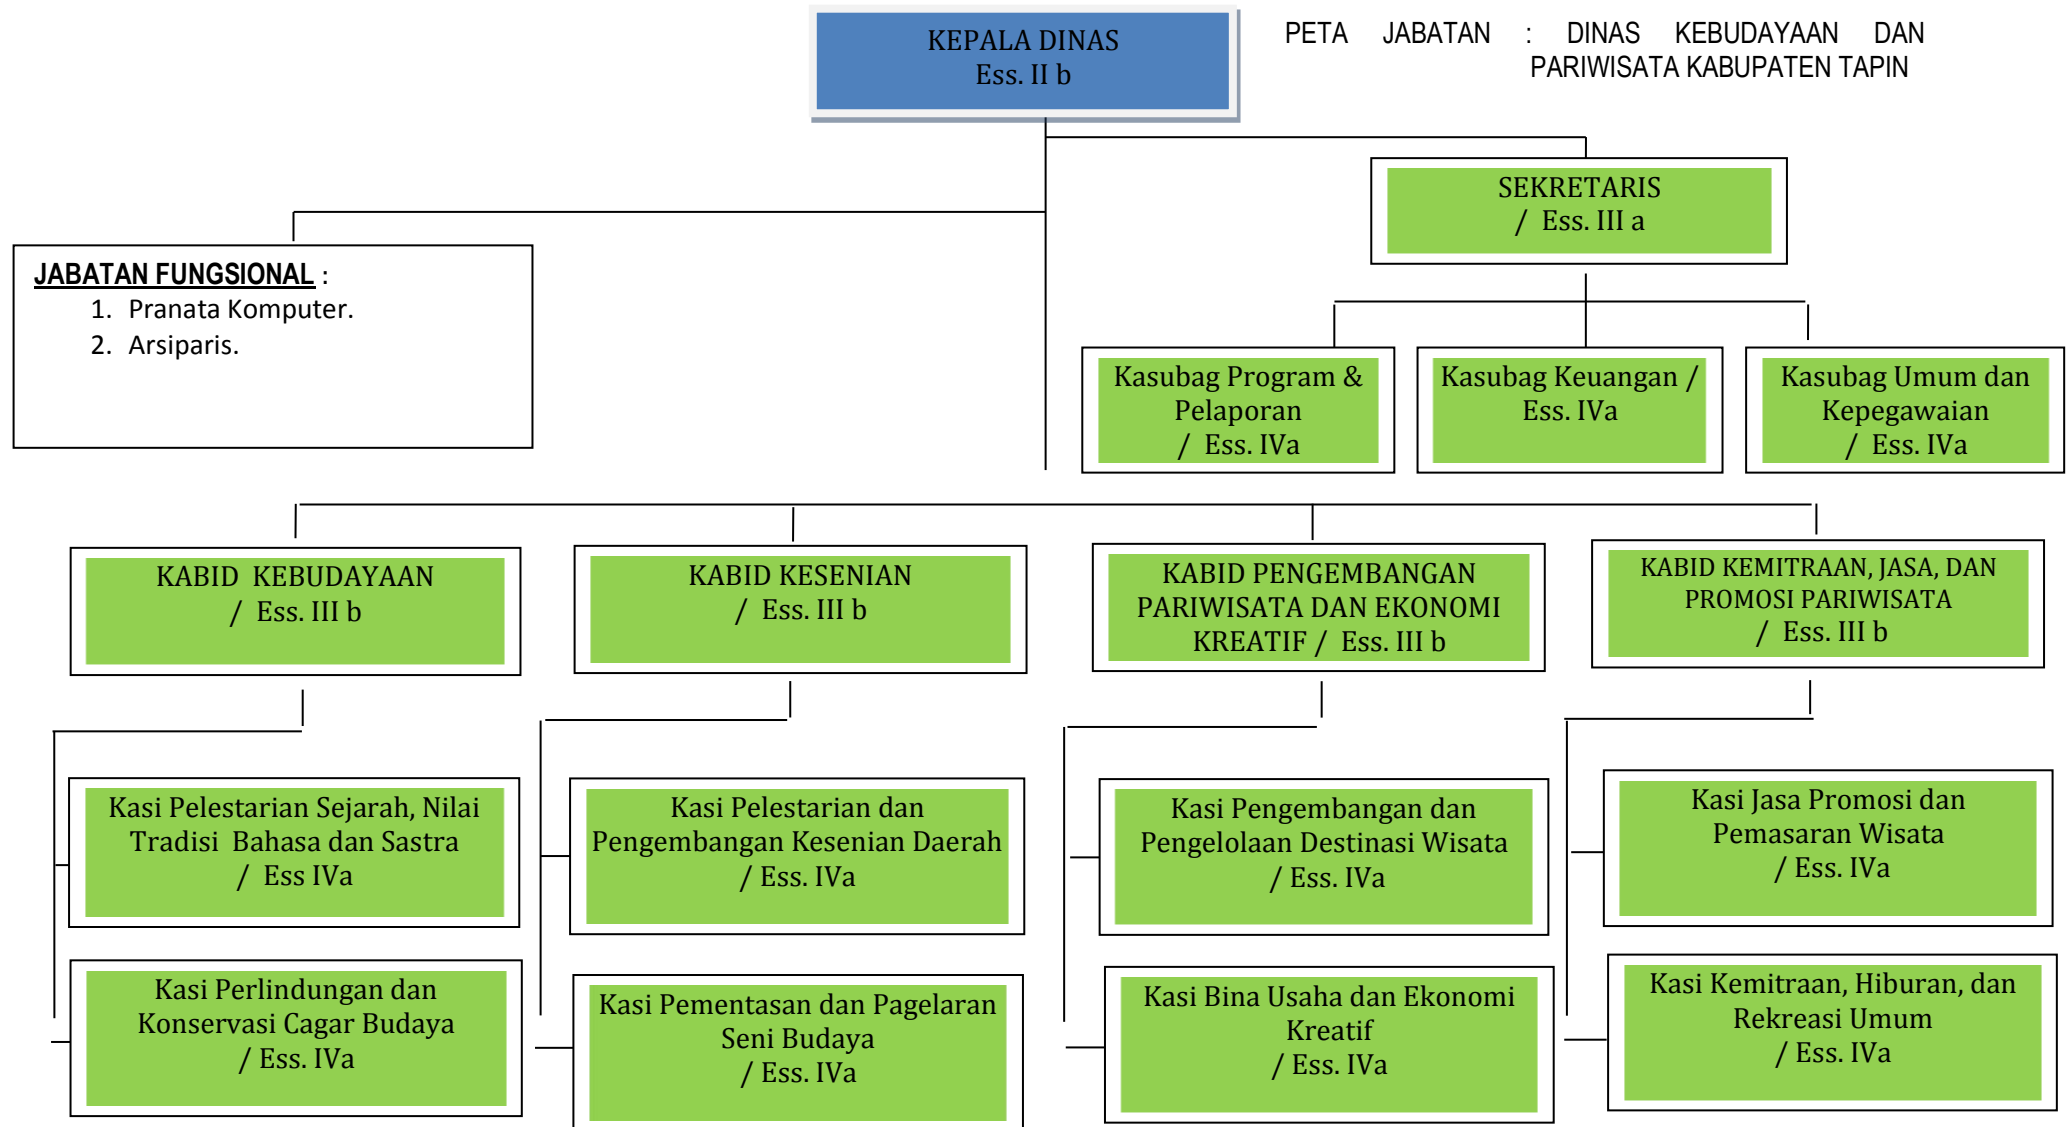 KEPALA DINAS
Ess. II b
PETA JABATAN : DINAS KEBUDAYAAN DAN
PARIWISATA KABUPATEN TAPIN
SEKRETARIS
/ Ess. III a
JABATAN FUNGSIONAL :
1. Pranata Komputer.
2. Arsiparis.
Kasubag Program &
Pelaporan
/ Ess. IVa
Kasubag Keuangan /
Ess. IVa
Kasubag Umum dan
Kepegawaian
/ Ess. IVa
KABID KEBUDAYAAN
/ Ess. III b
KABID KESENIAN
/ Ess. III b
KABID PENGEMBANGAN
PARIWISATA DAN EKONOMI
KREATIF / Ess. III b
KABID KEMITRAAN, JASA, DAN
PROMOSI PARIWISATA
/ Ess. III b
Kasi Pelestarian Sejarah, Nilai
Tradisi Bahasa dan Sastra
/ Ess IVa
Kasi Pelestarian dan
Pengembangan Kesenian Daerah
/ Ess. IVa
Kasi Pengembangan dan
Pengelolaan Destinasi Wisata
/ Ess. IVa
Kasi Jasa Promosi dan
Pemasaran Wisata
/ Ess. IVa
Kasi Perlindungan dan
Konservasi Cagar Budaya
/ Ess. IVa
Kasi Pementasan dan Pagelaran
Seni Budaya
/ Ess. IVa
Kasi Bina Usaha dan Ekonomi
Kreatif
/ Ess. IVa
Kasi Kemitraan, Hiburan, dan
Rekreasi Umum
/ Ess. IVa